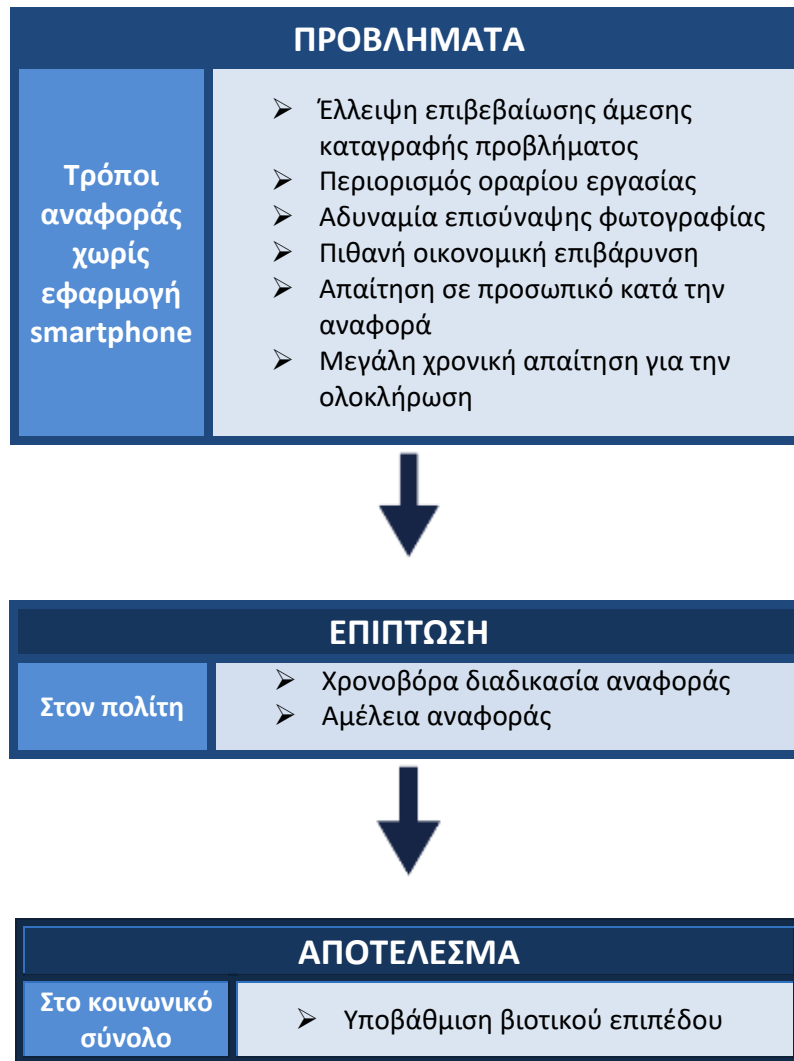 ΠΡΟΒΛΗΜΑΤΑ
Τρόποι
αναφοράς
χωρίς
εφαρμογή
smartphone
➢ Έλλειψη επιβεβαίωσης άμεσης
καταγραφής προβλήματος
➢ Περιορισμός οραρίου εργασίας
➢ Αδυναμία επισύναψης φωτογραφίας
➢ Πιθανή οικονομική επιβάρυνση
➢ Απαίτηση σε προσωπικό κατά την
αναφορά
➢ Μεγάλη χρονική απαίτηση για την
ολοκλήρωση
ΕΠΙΠΤΩΣΗ
Στον πολίτη
➢ Χρονοβόρα διαδικασία αναφοράς
➢ Αμέλεια αναφοράς
ΑΠΟΤΕΛΕΣΜΑ
Στο κοινωνικό
σύνολο
➢ Υποβάθμιση βιοτικού επιπέδου